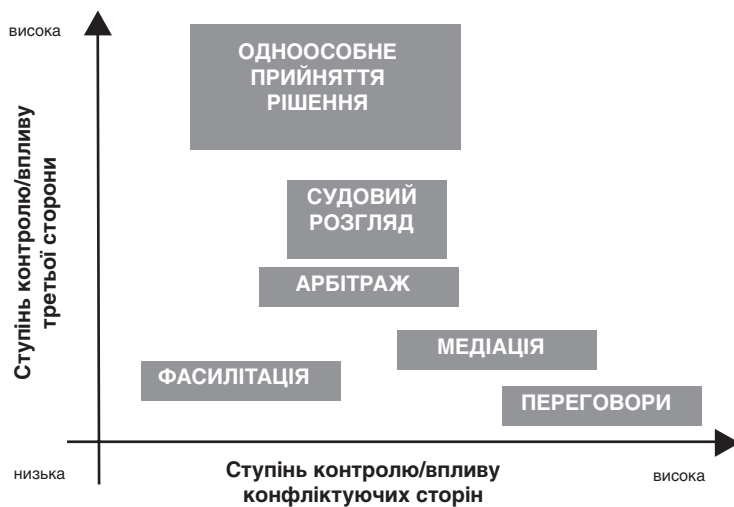 висока
ОДНООСОБНЕ
ПРИЙНЯТТЯ
РІШЕННЯ
Ступінь контролю/впливу
третьої сторони
СУДОВИЙ
РОЗГЛЯД
АРБІТРАЖ
МЕДІАЦІЯ
ФАСИЛІТАЦІЯ
ПЕРЕГОВОРИ
низька
Ступінь контролю/впливу
конфліктуючих сторін
висока